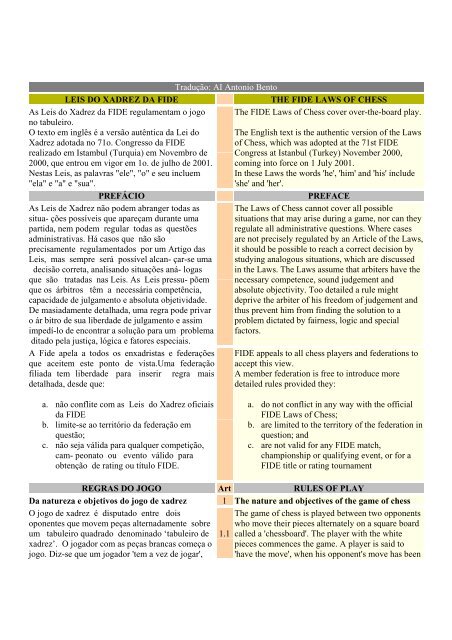 Tradução: AI Antonio Bento
LEIS DO XADREZ DA FIDE
As Leis do Xadrez da FIDE regulamentam o jogo
no tabuleiro.
O texto em inglês é a versão autêntica da Lei do
Xadrez adotada no 71o. Congresso da FIDE
realizado em Istambul (Turquia) em Novembro de
2000, que entrou em vigor em 1o. de julho de 2001.
Nestas Leis, as palavras "ele", "o" e seu incluem
"ela" e "a" e "sua".
THE FIDE LAWS OF CHESS
The FIDE Laws of Chess cover over-the-board play.
The English text is the authentic version of the Laws
of Chess, which was adopted at the 71st FIDE
Congress at Istanbul (Turkey) November 2000,
coming into force on 1 July 2001.
In these Laws the words 'he', 'him' and 'his' include
'she' and 'her'.
PREFÁCIO
As Leis de Xadrez não podem abranger todas as
situa- ções possíveis que apareçam durante uma
partida, nem podem regular todas as questões
administrativas. Há casos que não são
precisamente regulamentados por um Artigo das
Leis, mas sempre será possível alcan- çar-se uma
decisão correta, analisando situações aná- logas
que são tratadas nas Leis. As Leis pressu- põem
que os árbitros têm a necessária competência,
capacidade de julgamento e absoluta objetividade.
De masiadamente detalhada, uma regra pode privar
o ár bitro de sua liberdade de julgamento e assim
impedí-lo de encontrar a solução para um problema
ditado pela justiça, lógica e fatores especiais.
A Fide apela a todos os enxadristas e federações
que aceitem este ponto de vista.Uma federação
filiada tem liberdade para inserir regra mais
detalhada, desde que:
a. não conflite com as Leis do Xadrez oficiais
da FIDE
b. limite-se ao território da federação em
questão;
c. não seja válida para qualquer competição,
cam- peonato ou evento válido para
obtenção de rating ou título FIDE.
PREFACE
The Laws of Chess cannot cover all possible
situations that may arise during a game, nor can they
regulate all administrative questions. Where cases
are not precisely regulated by an Article of the Laws,
it should be possible to reach a correct decision by
studying analogous situations, which are discussed
in the Laws. The Laws assume that arbiters have the
necessary competence, sound judgement and
absolute objectivity. Too detailed a rule might
deprive the arbiter of his freedom of judgement and
thus prevent him from finding the solution to a
problem dictated by fairness, logic and special
factors.
FIDE appeals to all chess players and federations to
accept this view.
A member federation is free to introduce more
detailed rules provided they:
a. do not conflict in any way with the official
FIDE Laws of Chess;
b. are limited to the territory of the federation in
question; and
c. are not valid for any FIDE match,
championship or qualifying event, or for a
FIDE title or rating tournament
REGRAS DO JOGO Art RULES OF PLAY
Da natureza e objetivos do jogo de xadrez 1 The nature and objectives of the game of chess
O jogo de xadrez é disputado entre dois
oponentes que movem peças alternadamente sobre
um tabuleiro quadrado denominado 'tabuleiro de
xadrez'. O jogador com as peças brancas começa o
jogo. Diz-se que um jogador 'tem a vez de jogar',
1.1
The game of chess is played between two opponents
who move their pieces alternately on a square board
called a 'chessboard'. The player with the white
pieces commences the game. A player is said to
'have the move', when his opponent's move has been